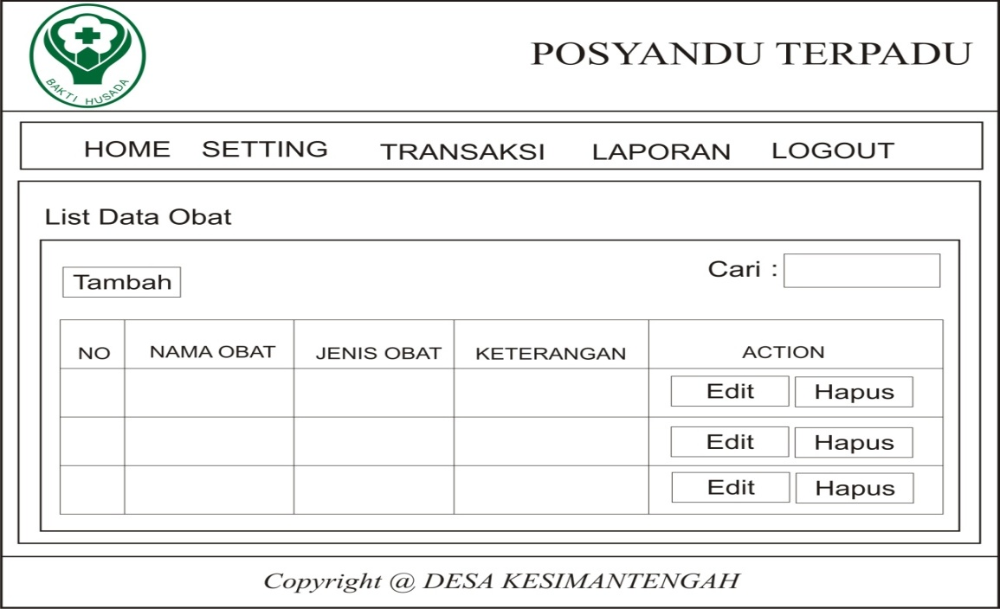 BAKTI HUSADA
POSYANDU TERPADU
HOME SETTING TRANSAKSI LAPORAN LOGOUT
List Data Obat
Tambah Cari :
NO NAMA OBAT JENIS OBAT KETERANGAN ACTION
Edit Hapus
Edit Hapus
Edit Hapus
Copyright @ DESA KESIMANTENGAH